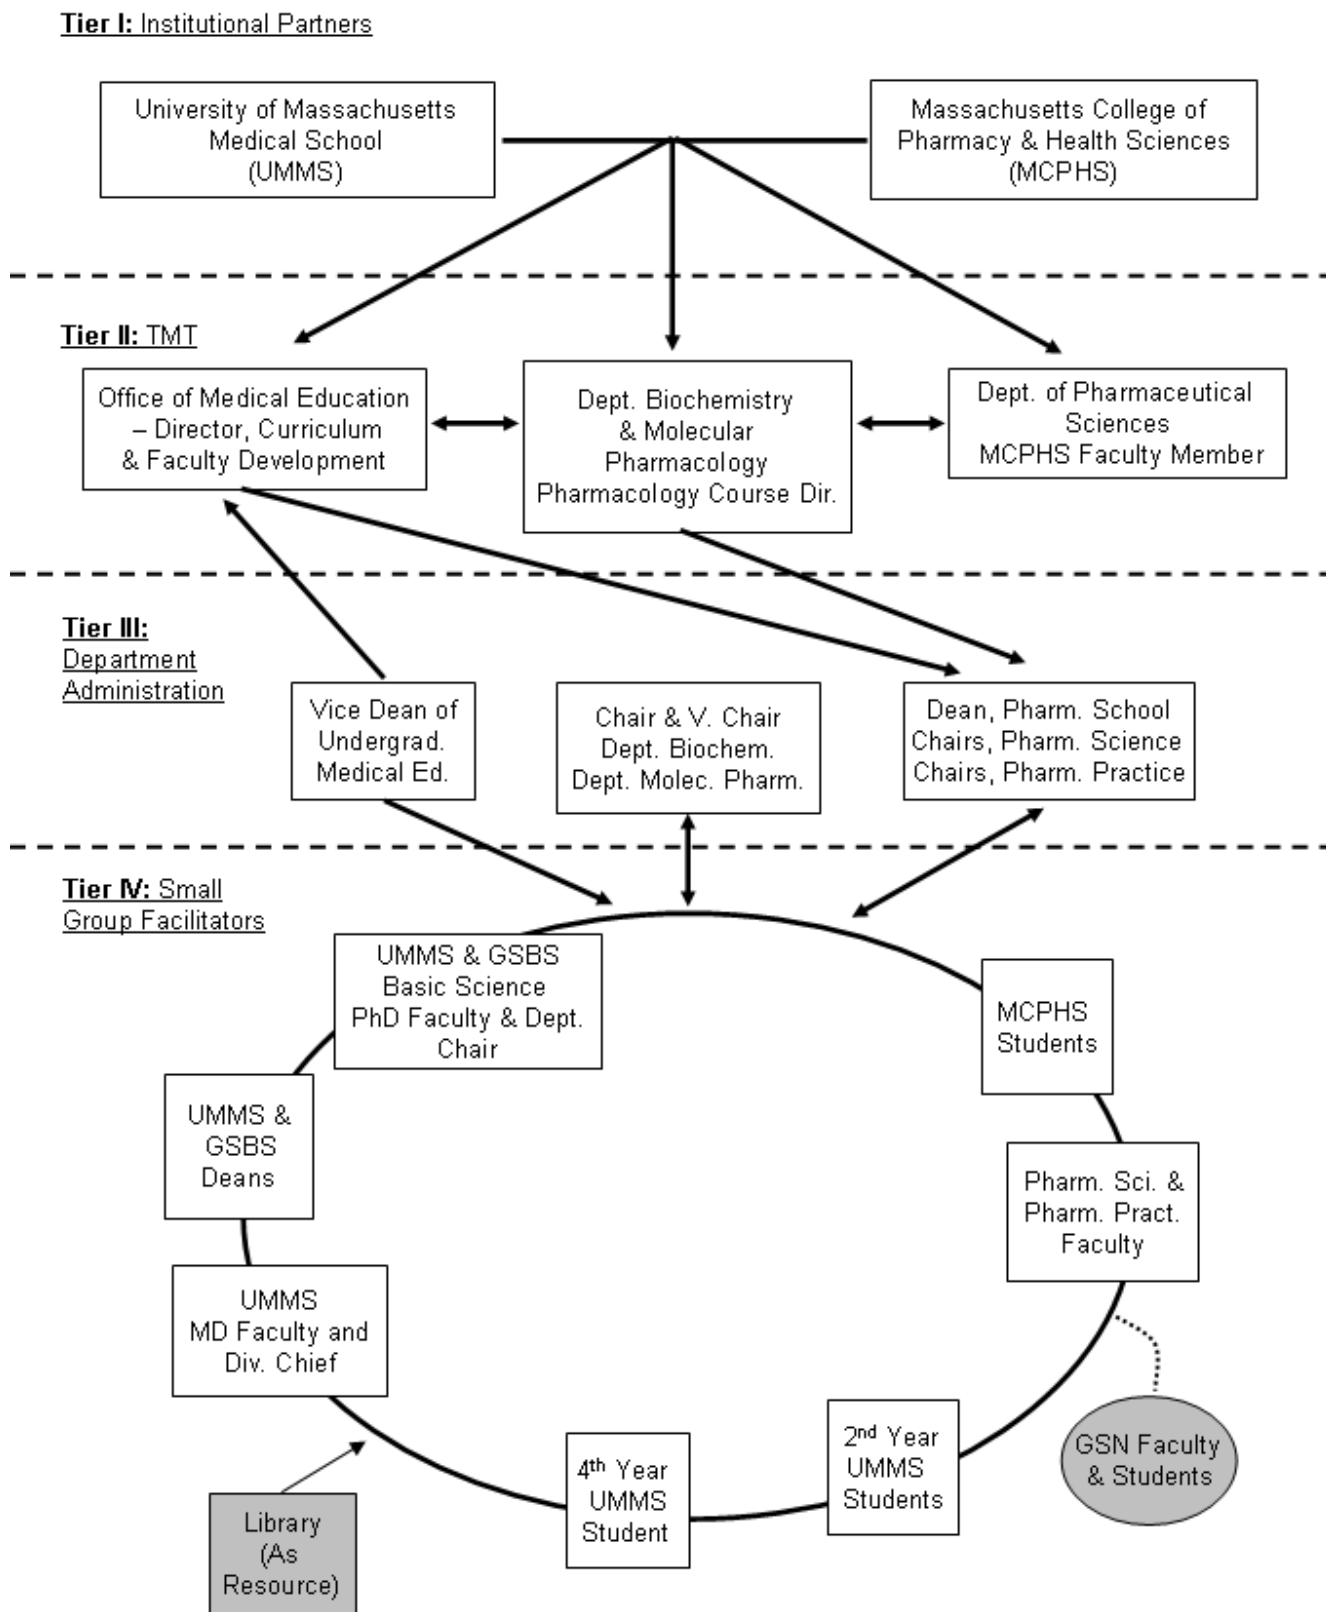 Tier I: Institutional Partners
University of Massachusetts
Medical School
(UMMS)
Massachusetts College of
Pharmacy & Health Sciences
(MCPHS)
Tier II: TMT
Office of Medical Education
– Director, Curriculum
& Faculty Development
Dept. Biochemistry
& Molecular
Pharmacology
Pharmacology Course Dir.
Dept. of Pharmaceutical
Sciences
MCPHS Faculty Member
Tier III:
Department
Administration
Vice Dean of
Undergrad.
Medical Ed.
Chair & V. Chair
Dept. Biochem.
Dept. Molec. Pharm.
Dean, Pharm. School
Chairs, Pharm. Science
Chairs, Pharm. Practice
Tier IV: Small
Group Facilitators
UMMS & GSBS
Basic Science
PhD Faculty & Dept.
Chair
MCPHS
Students
UMMS &
GSBS
Deans
Pharm. Sci. &
Pharm. Pract.
Faculty
UMMS
MD Faculty and
Div. Chief
2nd Year
UMMS
Students
GSN Faculty
& Students
4th Year
UMMS
Student
Library
(As
Resource)